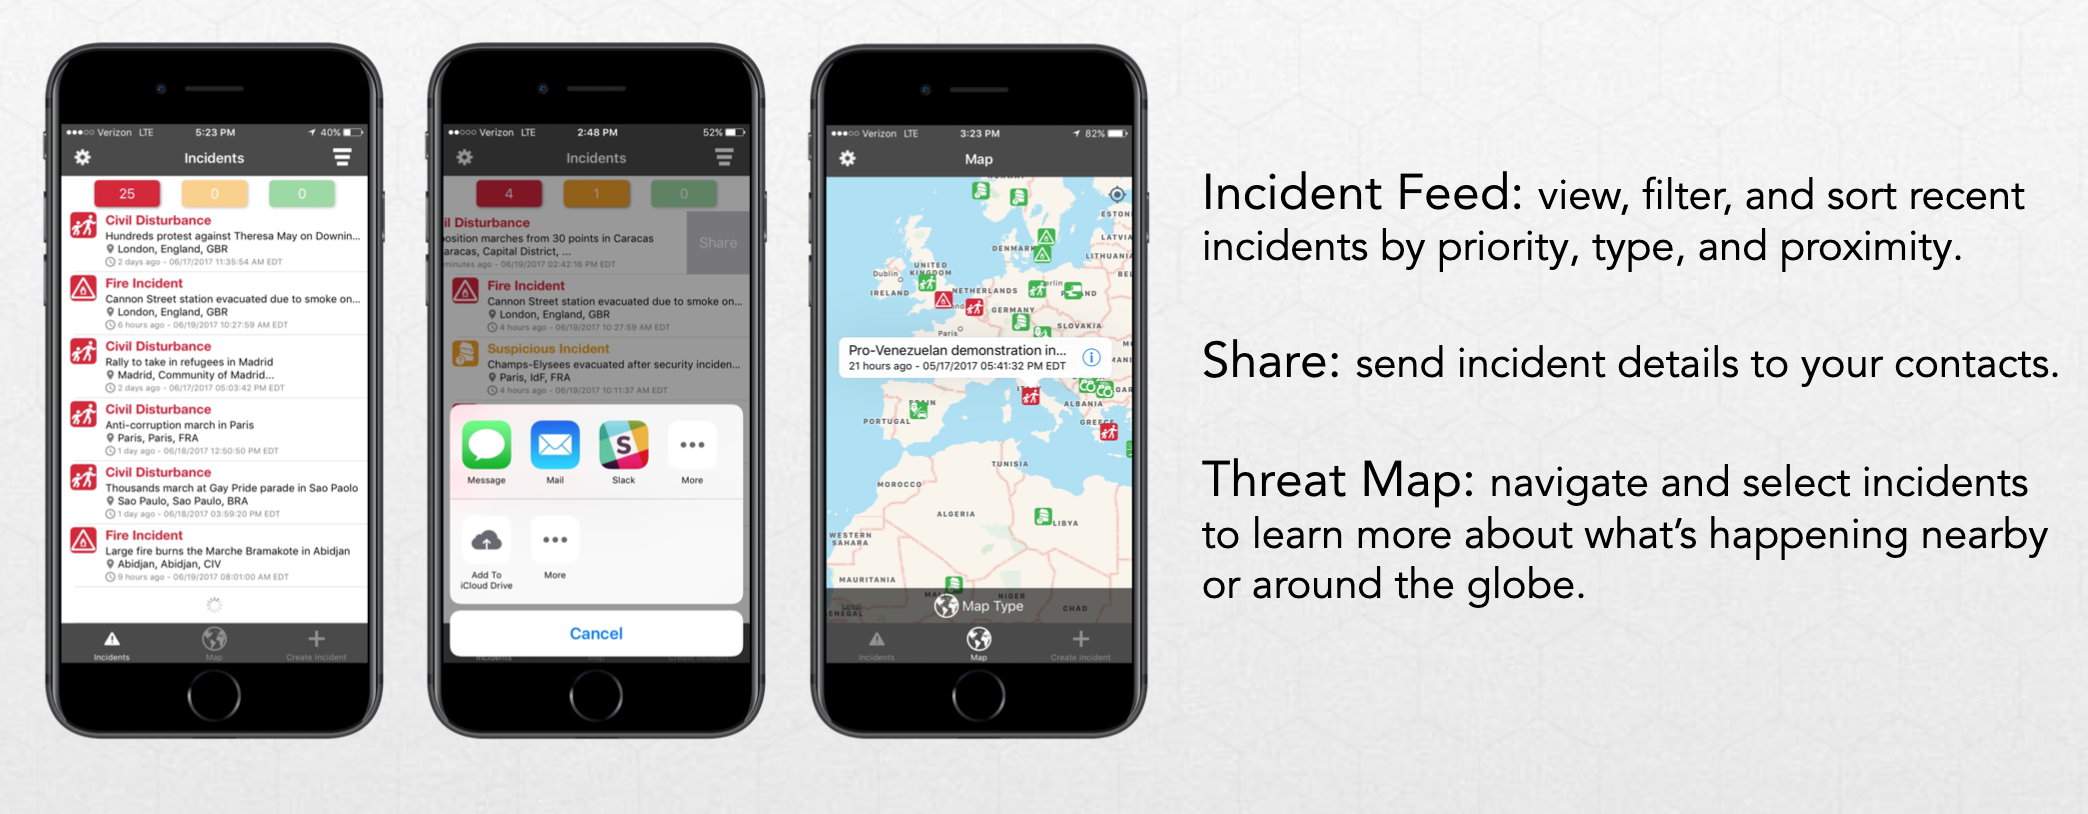 Verizon LTE 5:23 PM 40%
Incidents
25 0 0
Civil Disturbance
Hundreds protest against Theresa May on Downin...
London, England, GBR
2 days ago - 06/17/2017 11:35:54 AM EDT
Fire Incident
Cannon Street station evacuated due to smoke on...
London, England, GBR
6 hours ago - 06/19/2017 10:27:59 AM EDT
Civil Disturbance
Rally to take in refugees in Madrid
Madrid, Community of Madrid...
2 days ago - 06/17/2017 05:03:42 PM EDT
Civil Disturbance
Anti-corruption march in Paris
Paris, Paris, FRA
1 day ago - 06/18/2017 12:50:50 PM EDT
Civil Disturbance
Thousands march at Gay Pride parade in Sao Paolo
Sao Paulo, Sao Paulo, BRA
1 day ago - 06/18/2017 03:59:20 PM EDT
Fire Incident
Large fire burns the Marche Bramakote in Abidjan
Abidjan, Abidjan, CIV
9 hours ago - 06/19/2017 08:01:00 AM EDT
Incidents Map Create Incident
Verizon LTE 2:48 PM 52%
Incidents
4 1 0
il Disturbance
osition marches from 30 points in Caracas
aracas, Capital District, ...
minutes ago - 06/19/2017 02:42:16 PM EDT
Share
Fire Incident
Cannon Street station evacuated due to smoke on...
London, England, GBR
4 hours ago - 06/19/2017 10:27:59 AM EDT
Suspicious Incident
Champs-Elysees evacuated after security inciden...
Paris, IdF, FRA
4 hours ago - 06/19/2017 10:11:37 AM EDT
Message Mail Slack More
Add To
iCloud Drive
More
Cancel
Incidents Map Create Incident
Verizon LTE 3:23 PM 82%
Map
ESTONI
LATVIA
DENMARK
LITHUANIA
UNITED
KINGDOM
Dublin
BEL
IRELAND
NETHERLANDS
erlin
AND
GERMANY
Paris
SLOVAKIA
Pro-Venezuelan demonstration in...
21 hours ago - 05/17/2017 05:41:32 PM EDT
MANI
SPAIN
GAR
ALBANIA
PORTUGAL
GREECE
TUNISIA
MOROCCO
ALGERIA
LIBYA
WESTERN
SAHARA
MAURITANIA
NIGER
CHAD
ENEGAL
Map Type
Incidents Map Create Incident
Incident Feed: view, filter, and sort recent
incidents by priority, type, and proximity.
Share: send incident details to your contacts.
Threat Map: navigate and select incidents
to learn more about what's happening nearby
or around the globe.